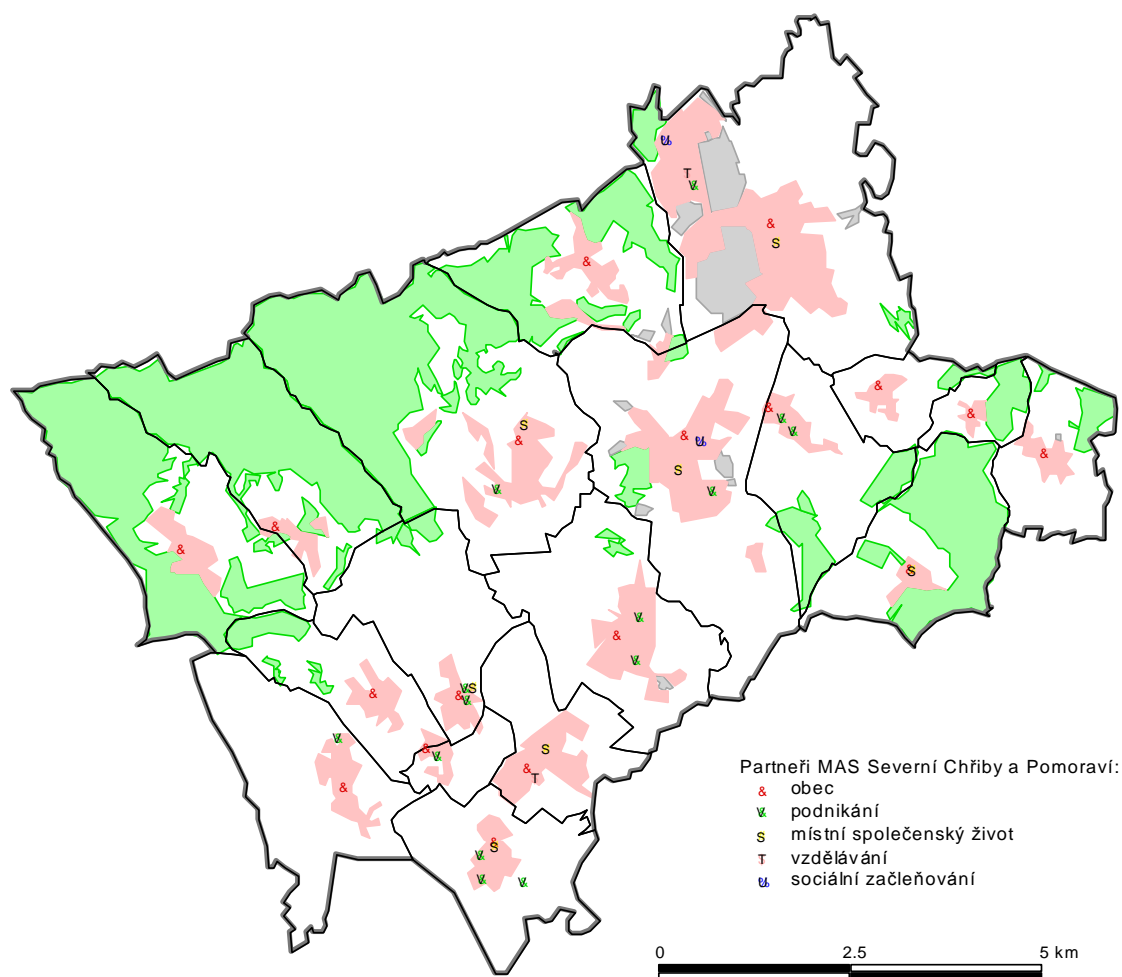 Partneři MAS Severní Chřiby a Pomoraví:
& obec
V podnikání
S místní společenský život
T vzdělávání
% sociální začleňování
0 2.5 5 km